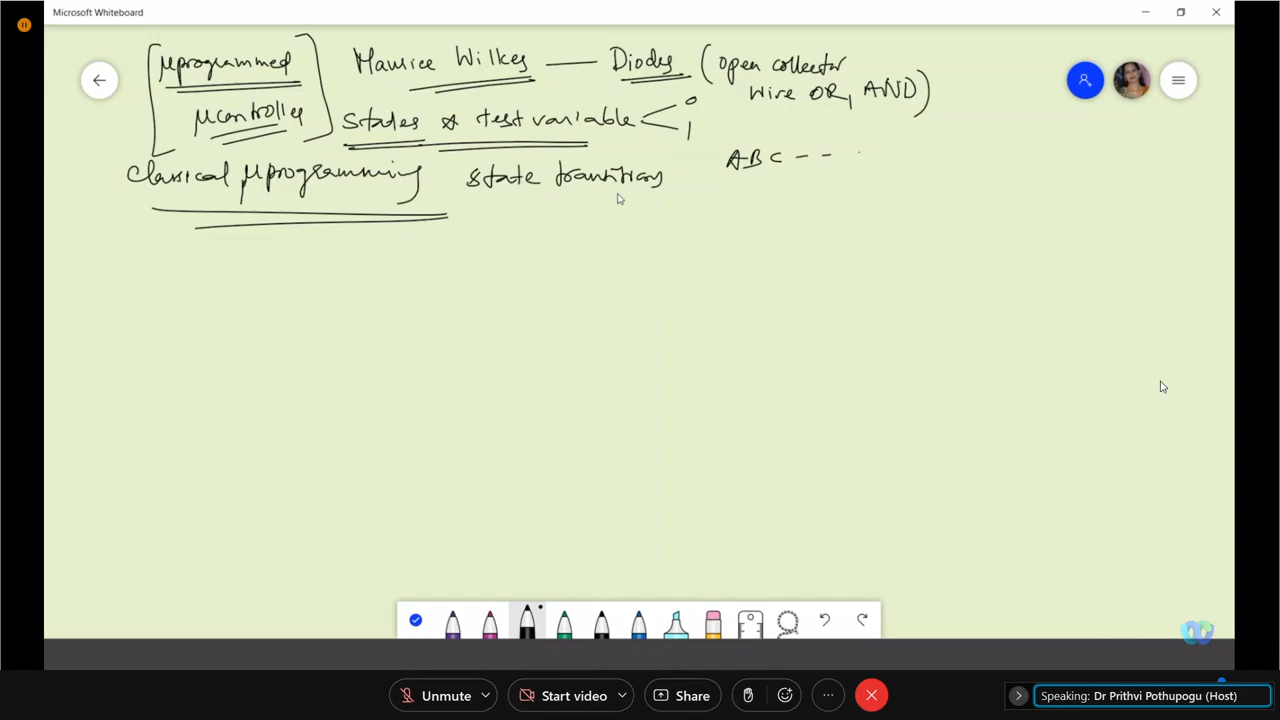 Microsoft Whiteboard
μprogrammed
μcontroller
Maurice Wilkes — Diodes (open collector
wire OR, AND)
States & test variable < 0
1
Classical μprogramming
state transitions
ABC - -
Unmute
Start video
Share
Speaking: Dr Prithvi Pothupogu (Host)